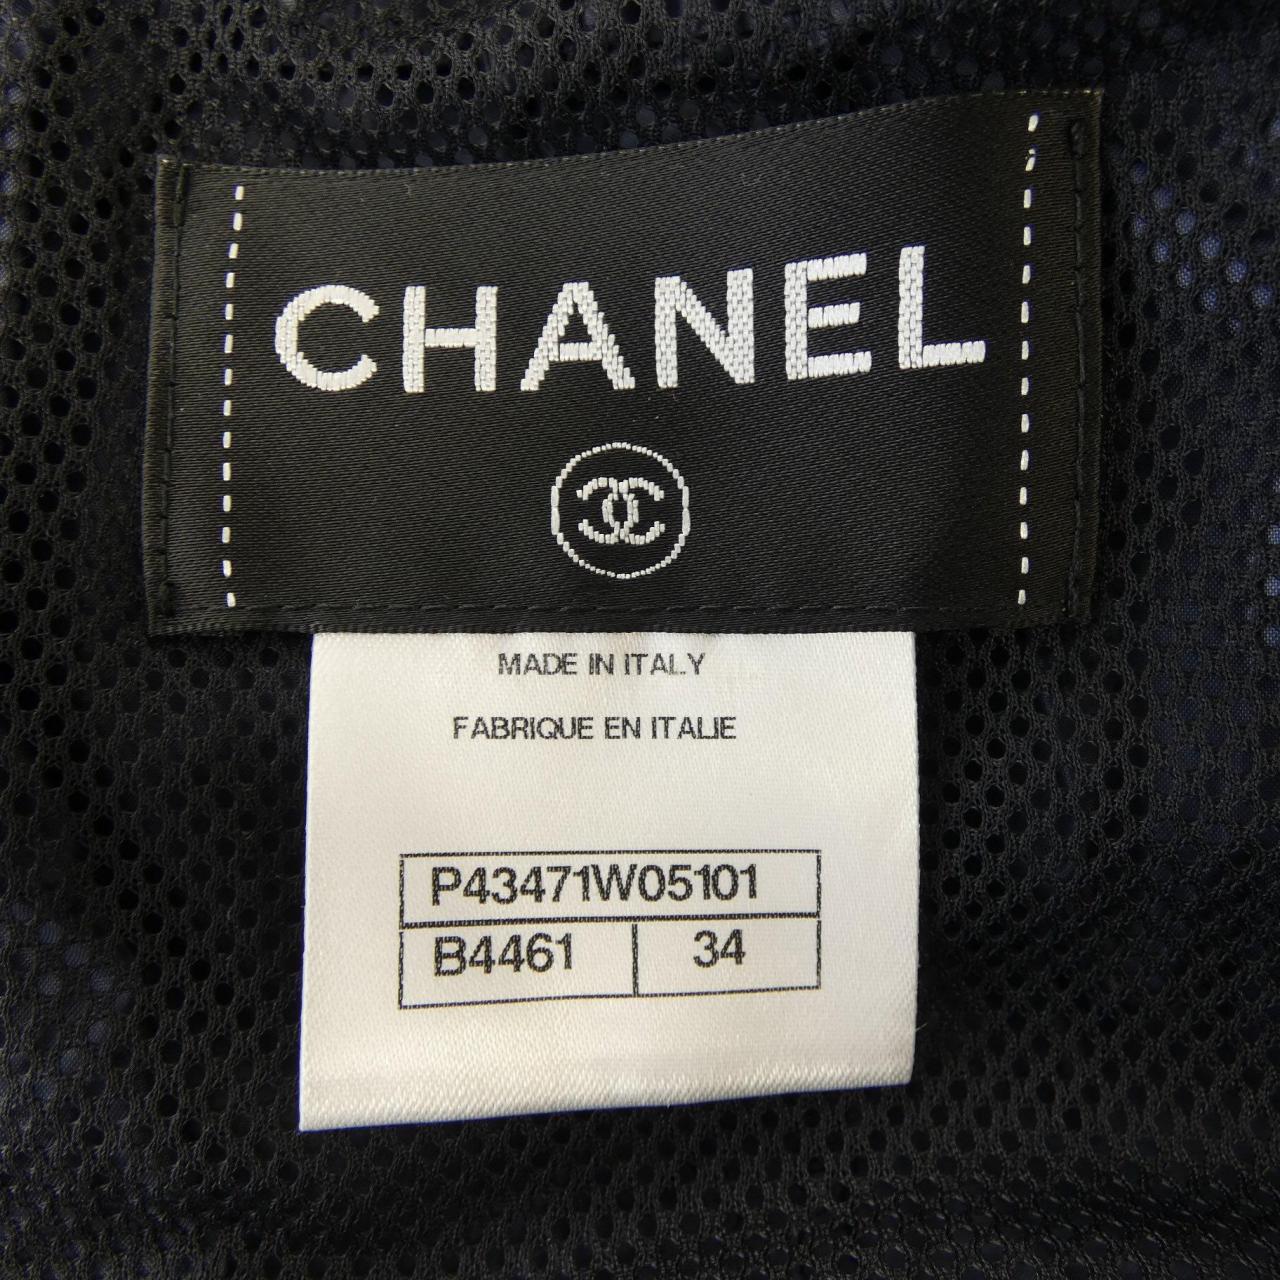 CHANEL
MADE IN ITALY
FABRIQUE EN ITALIE
P43471W05101
B4461 34